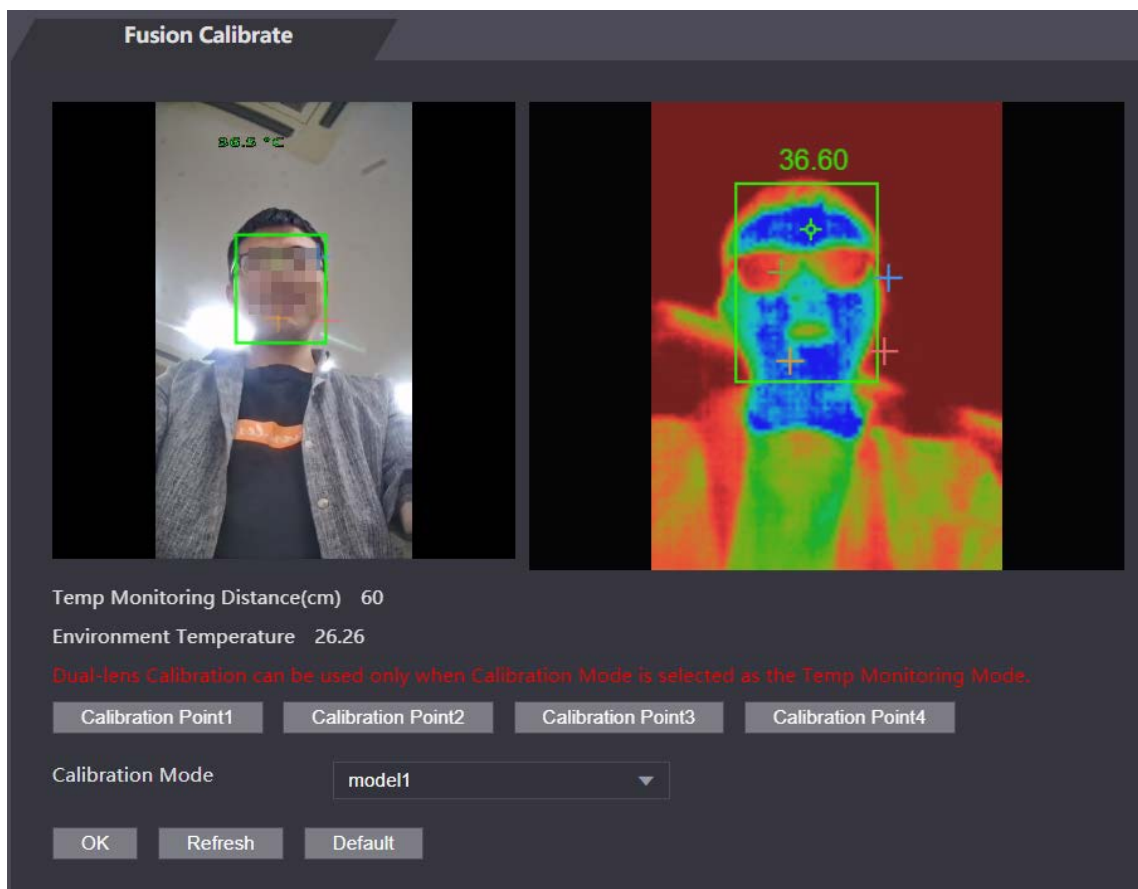 Fusion Calibrate
36.5 °C
36.60
Temp Monitoring Distance(cm) 60
Environment Temperature 26.26
Dual-lens Calibration can be used only when Calibration Mode is selected as the Temp Monitoring Mode.
Calibration Point1 Calibration Point2 Calibration Point3 Calibration Point4
Calibration Mode model1
OK Refresh Default